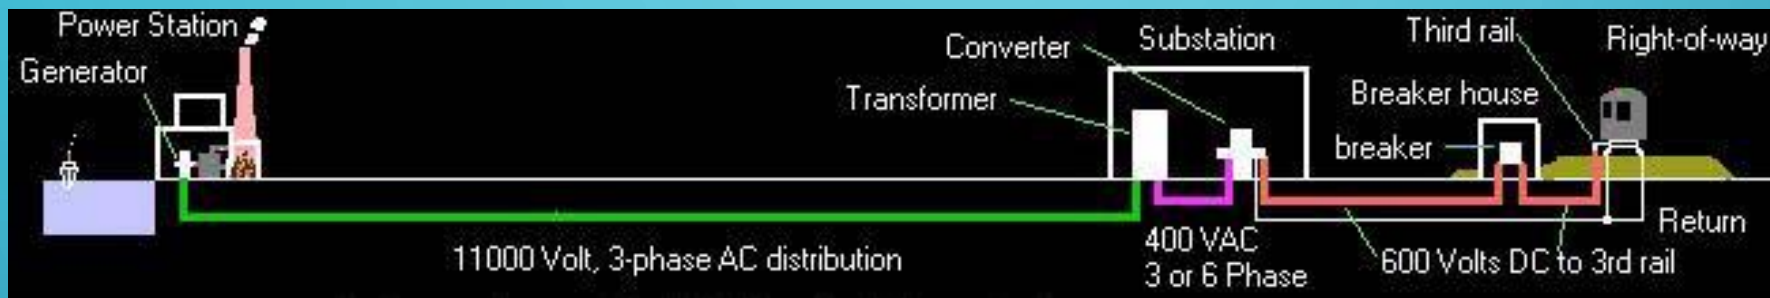 Power Station
Generator
Converter
Substation
Third rail
Right-of-way
Transformer
Breaker house
breaker
11000 Volt, 3-phase AC distribution
400 VAC
3 or 6 Phase
600 Volts DC to 3rd rail
Return